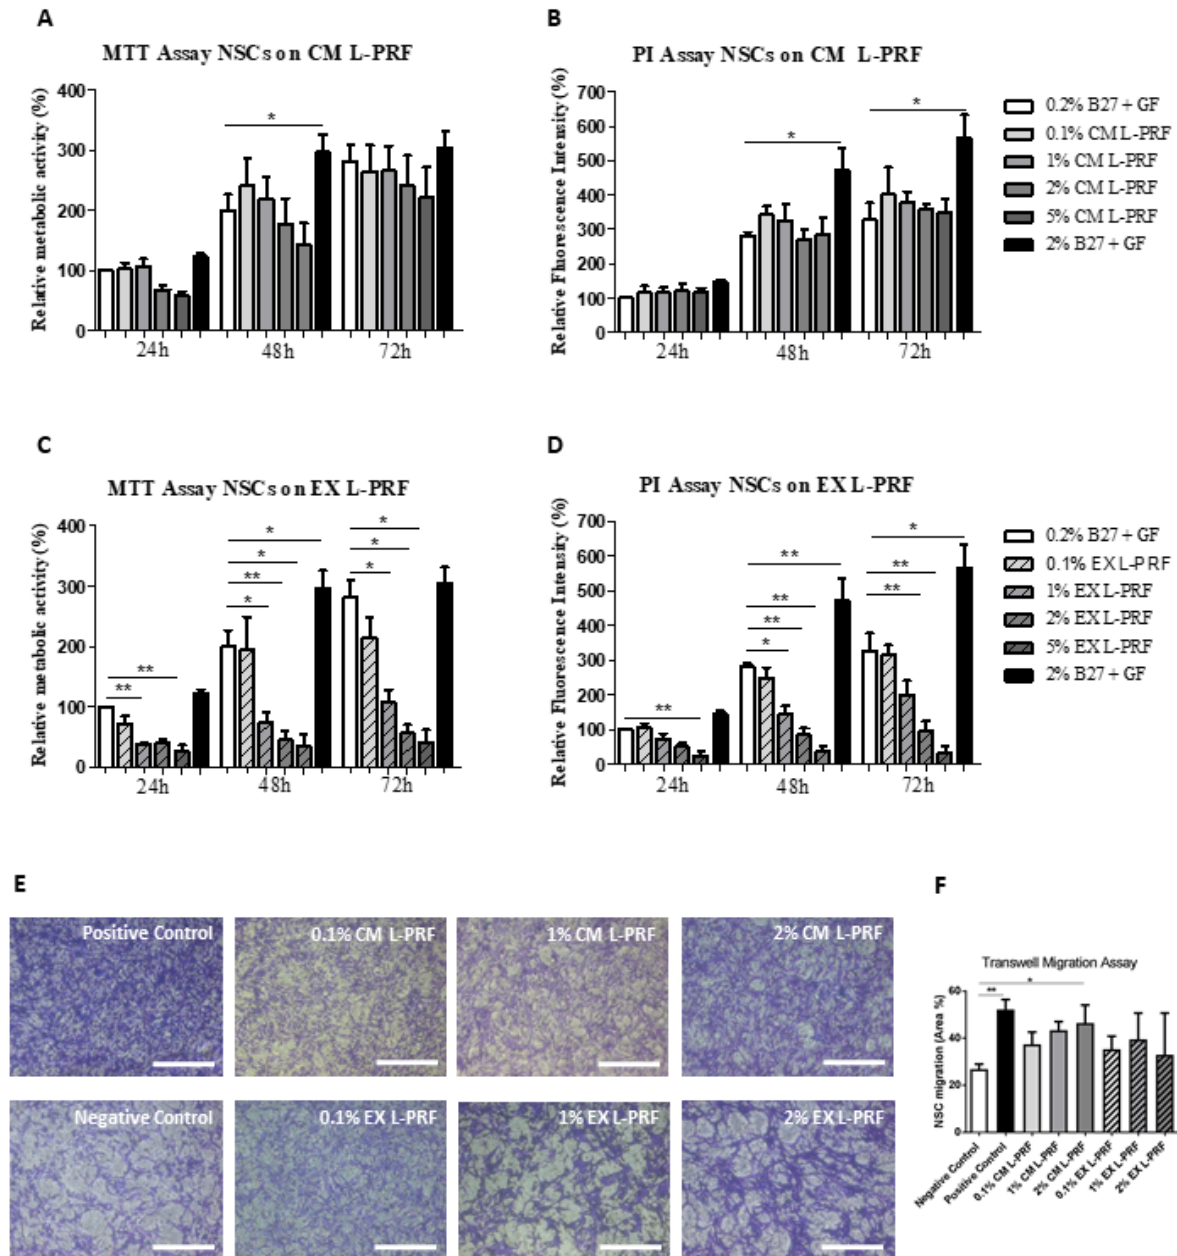 A
MTT Assay NSCs on CM L-PRF
Relative metabolic activity (%)
400
300
200
100
0
24h 48h 72h
*
B
PI Assay NSCs on CM L-PRF
Relative Fluorescence Intensity (%)
700
600
500
400
300
200
100
0
24h 48h 72h
* *
0.2% B27 + GF
0.1% CM L-PRF
1% CM L-PRF
2% CM L-PRF
5% CM L-PRF
2% B27 + GF
C
MTT Assay NSCs on EX L-PRF
Relative metabolic activity (%)
400
300
200
100
0
24h 48h 72h
** **
* ** * *
* * *
D
PI Assay NSCs on EX L-PRF
Relative Fluorescence Intensity (%)
700
600
500
400
300
200
100
0
24h 48h 72h
**
* ** ** **
** ** *
0.2% B27 + GF
0.1% EX L-PRF
1% EX L-PRF
2% EX L-PRF
5% EX L-PRF
2% B27 + GF
E
Positive Control
0.1% CM L-PRF
1% CM L-PRF
2% CM L-PRF
Negative Control
0.1% EX L-PRF
1% EX L-PRF
2% EX L-PRF
F
Transwell Migration Assay
NSC migration (Area %)
60
40
20
0
** *
Negative Control
Positive Control
0.1% CM L-PRF
1% CM L-PRF
2% CM L-PRF
0.1% EX L-PRF
1% EX L-PRF
2% EX L-PRF